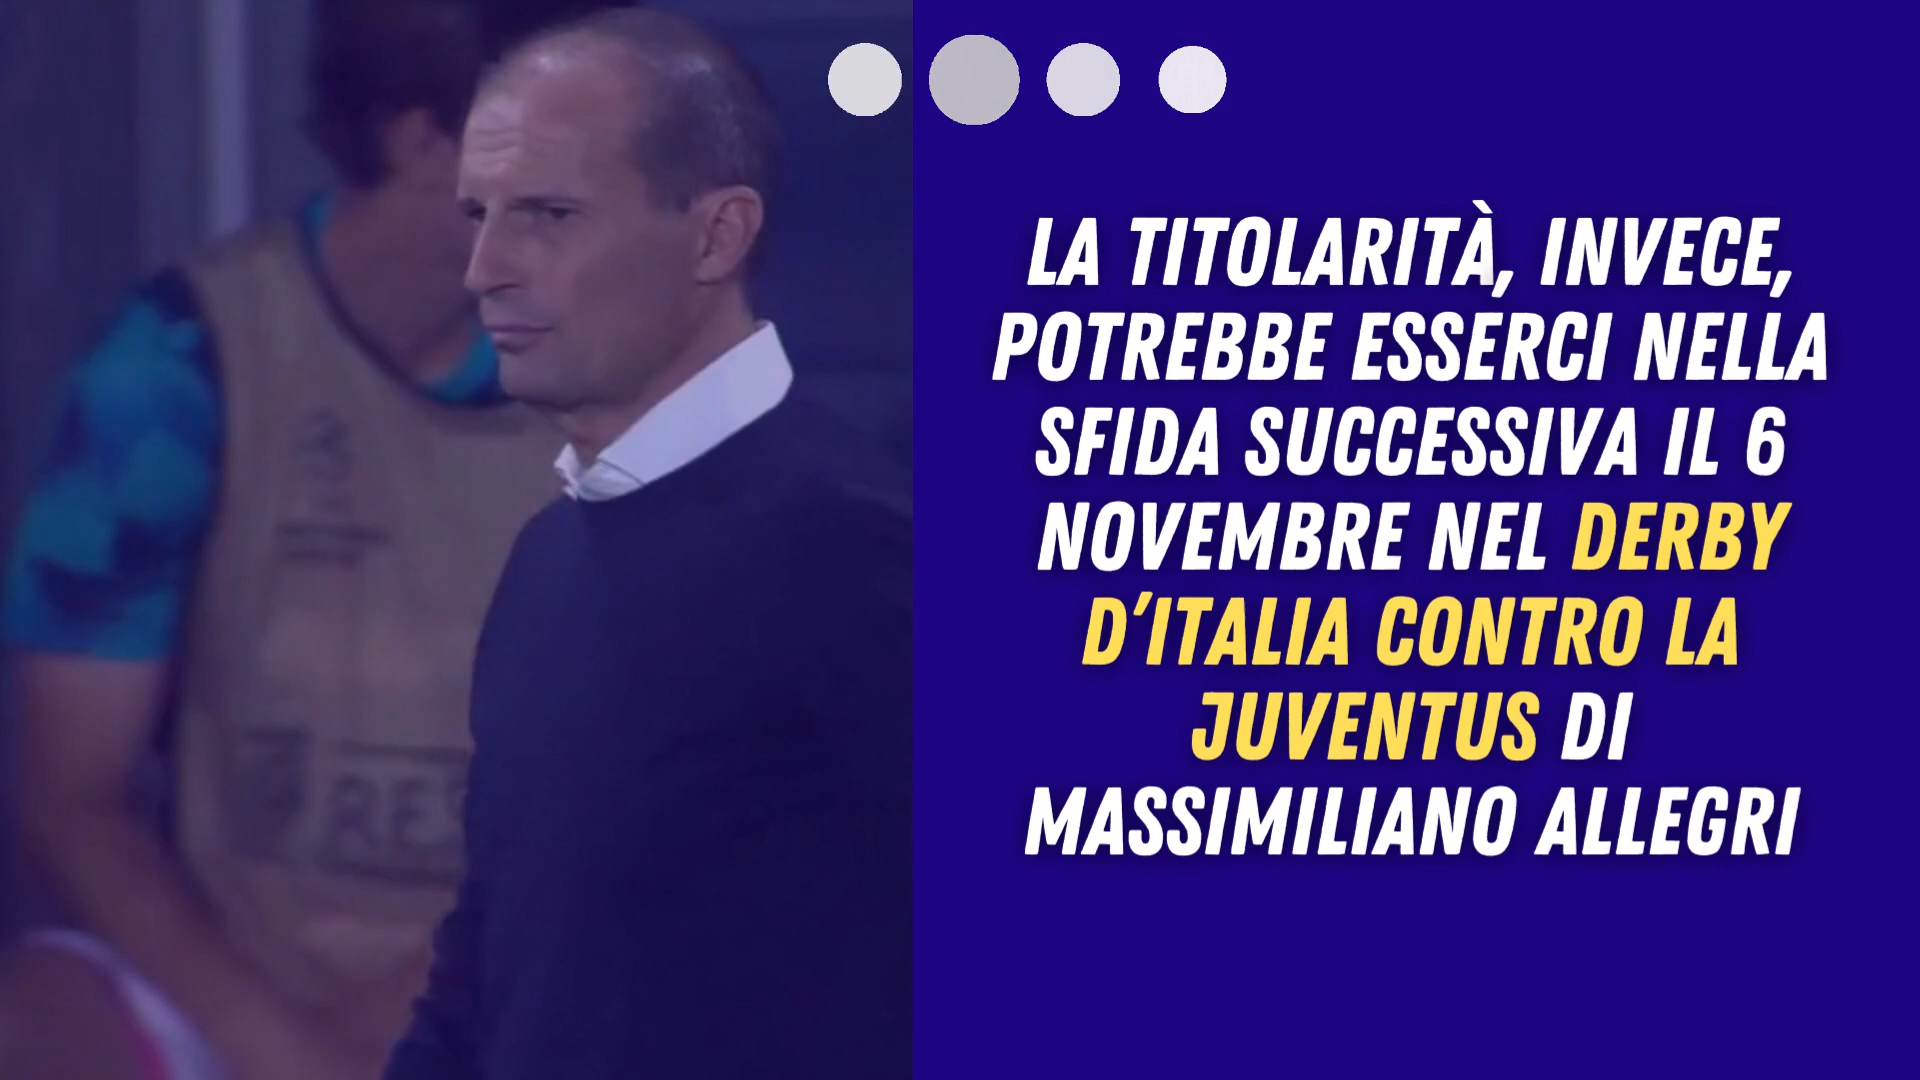 LA TITOLARITÀ, INVECE,
POTREBBE ESSERCI NELLA
SFIDA SUCCESSIVA IL 6
NOVEMBRE NEL DERBY
D'ITALIA CONTRO LA
JUVENTUS DI
MASSIMILIANO ALLEGRI